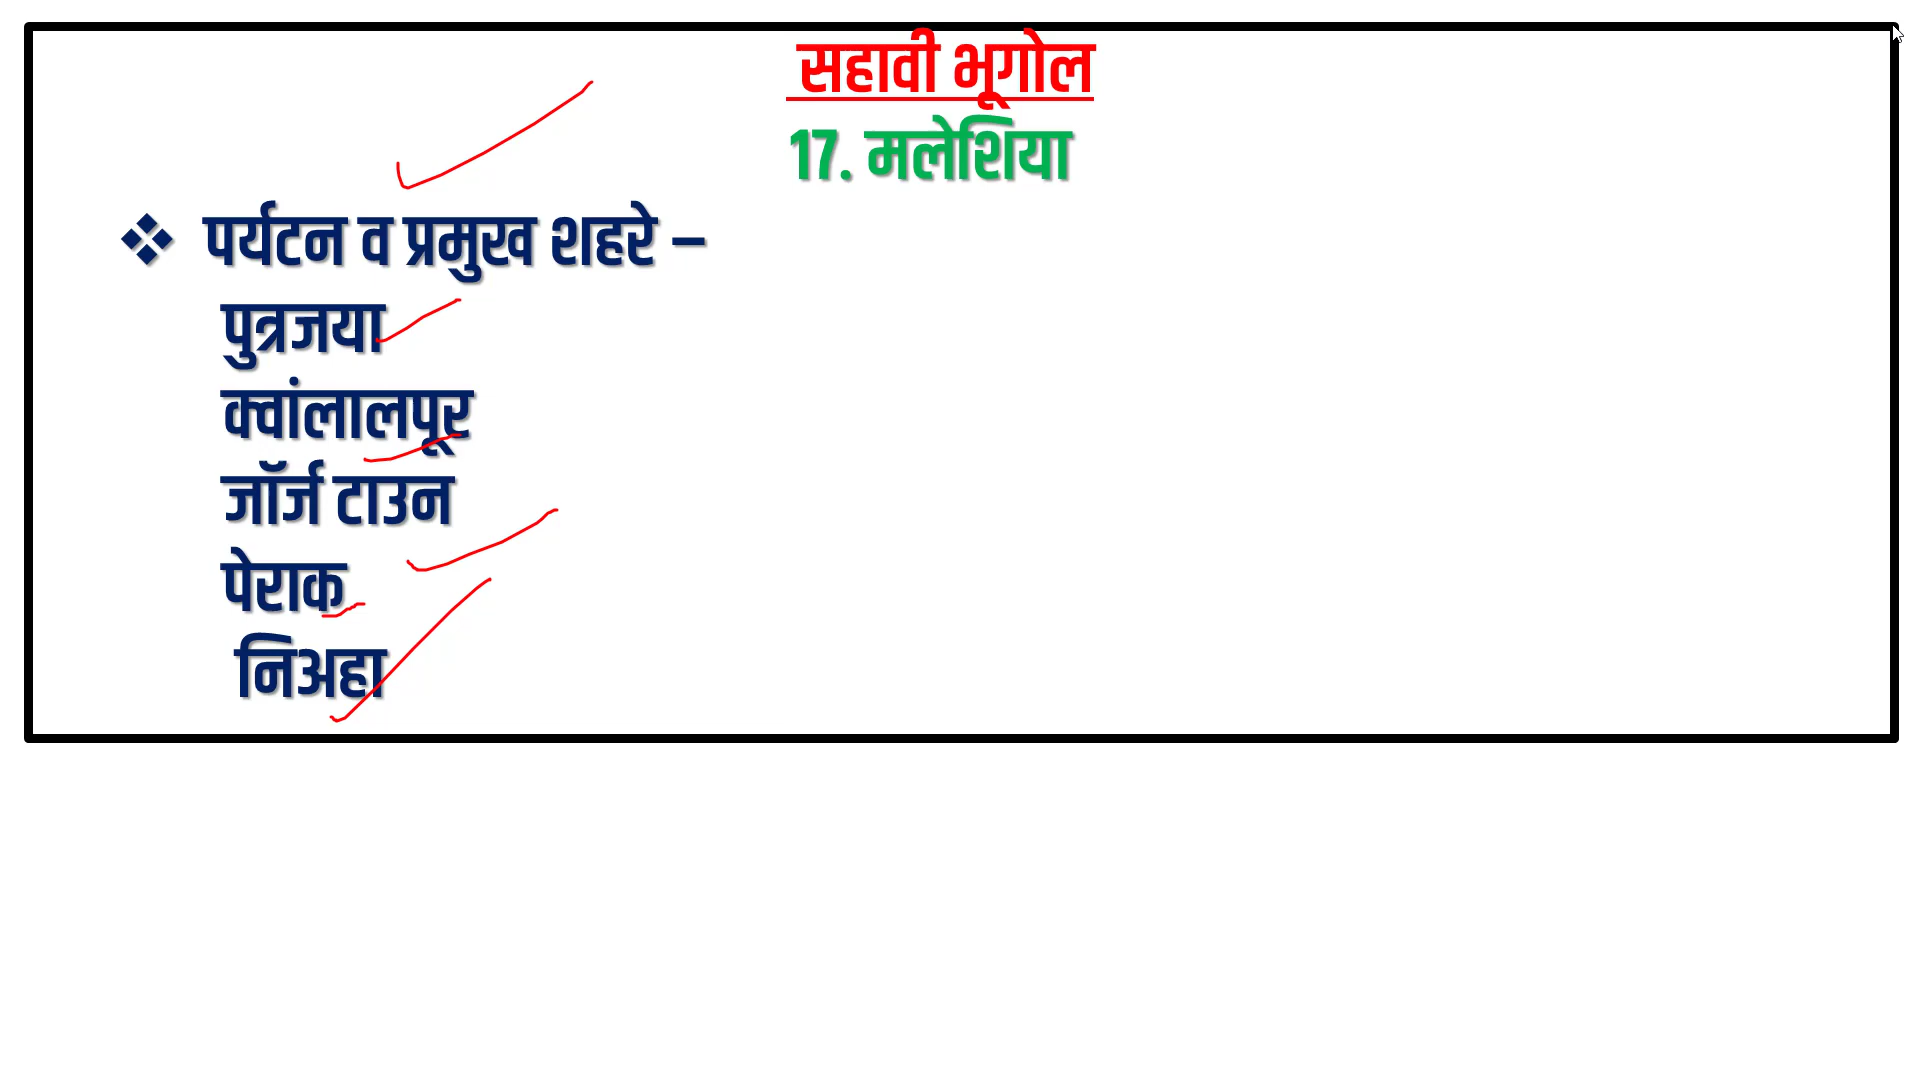 सहावी भूगोल
17. मलेशिया
❖ पर्यटन व प्रमुख शहरे –
पुत्रजया
क्वांलालपूर
जॉर्ज टाउन
पेराक
निअहा